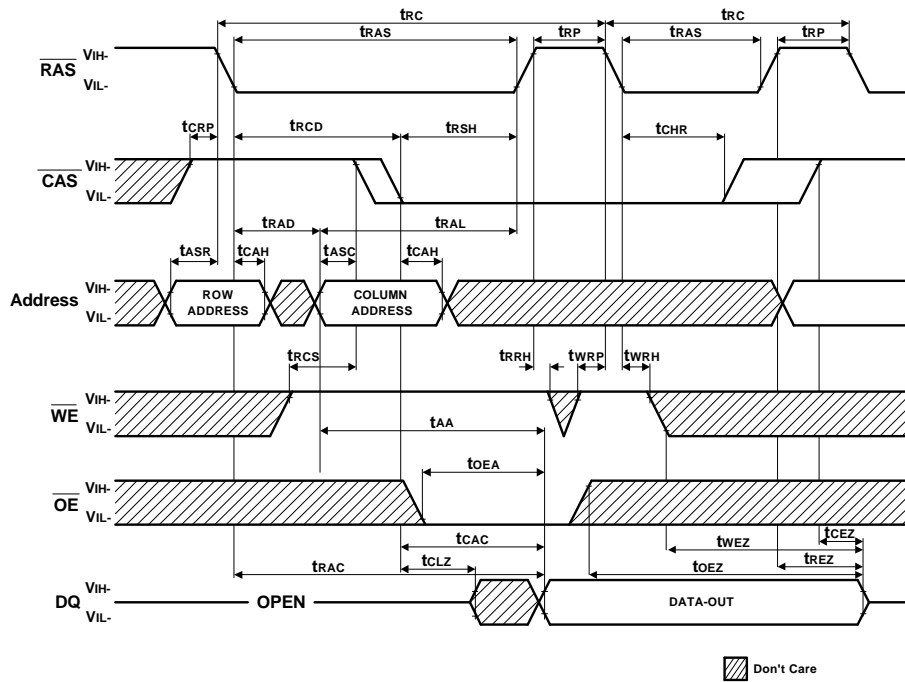 tRC tRC
tRAS tRP tRAS tRP
RAS VIH-
VIL-
tCRP tRCD tRSH tCHR
CAS VIH-
VIL-
tRAD tRAL
tASR tCAH tASC tCAH
Address VIH-
VIL-
ROW ADDRESS
COLUMN ADDRESS
tRCS tRRH tWRP tWRH
WE VIH-
VIL-
tAA
tOEA
OE VIH-
VIL-
tCAC tWEZ tCEZ
tRAC tCLZ tOEZ tREZ
DQ VIH-
VIL-
OPEN DATA-OUT
Don't Care